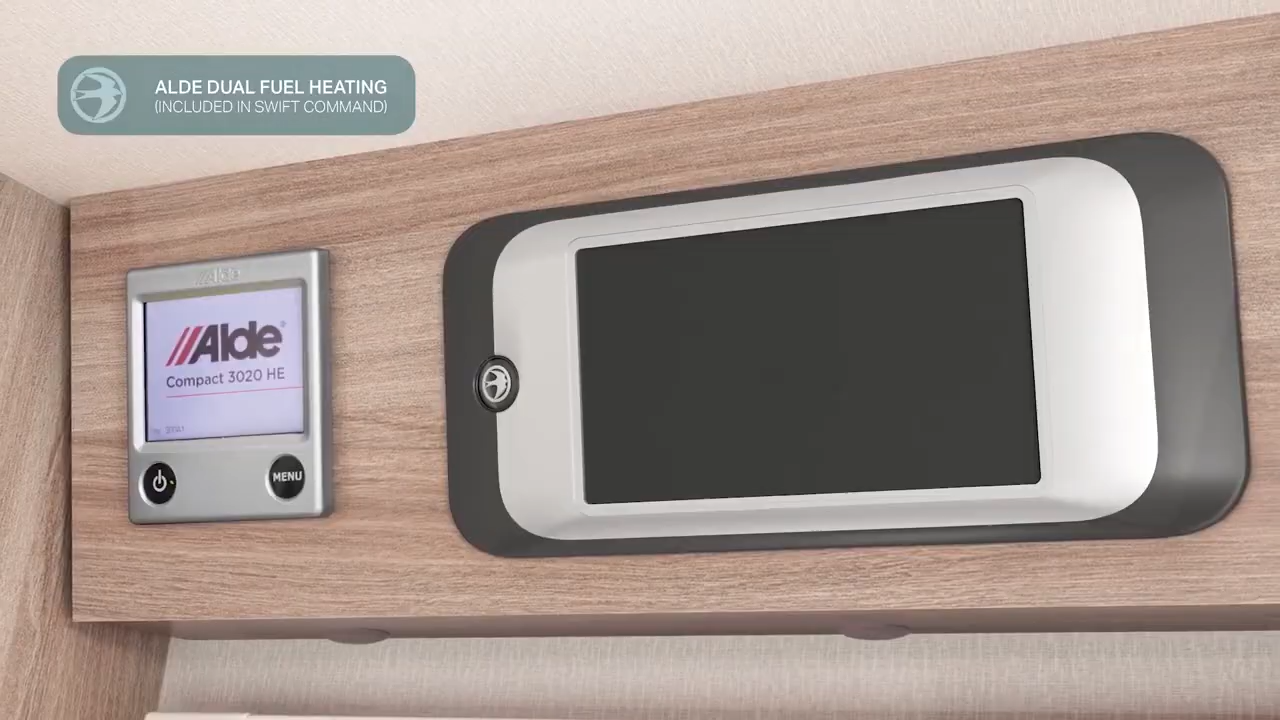 ALDE DUAL FUEL HEATING
(INCLUDED IN SWIFT COMMAND)
Alde
Alde®
Compact 3020 HE
MENU